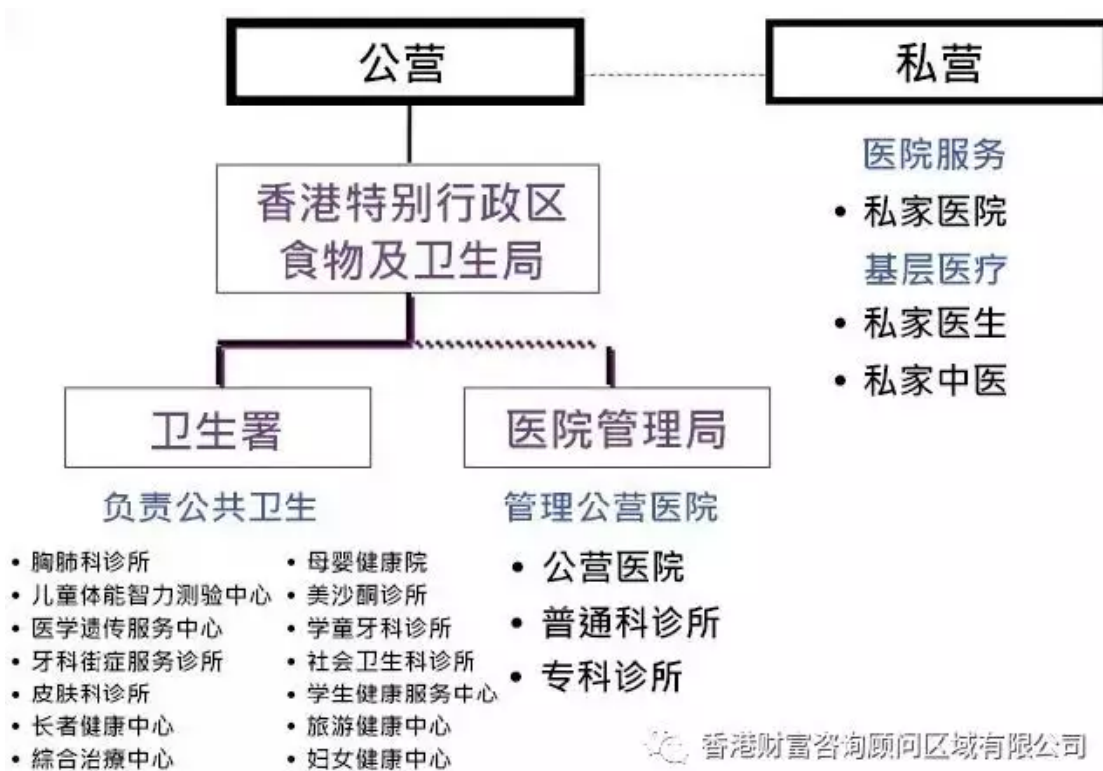 公营
私营
香港特别行政区
食物及卫生局
卫生署
医院管理局
负责公共卫生
• 胸肺科诊所
• 儿童体能智力测验中心
• 医学遗传服务中心
• 牙科街症服务诊所
• 皮肤科诊所
• 长者健康中心
• 綜合治療中心
• 母婴健康院
• 美沙酮诊所
• 学童牙科诊所
• 社会卫生科诊所
• 学生健康服务中心
• 旅游健康中心
• 妇女健康中心
管理公营医院
• 公营医院
• 普通科诊所
• 专科诊所
医院服务
• 私家医院
基层医疗
• 私家医生
• 私家中医
香港财富咨询顾问区域有限公司